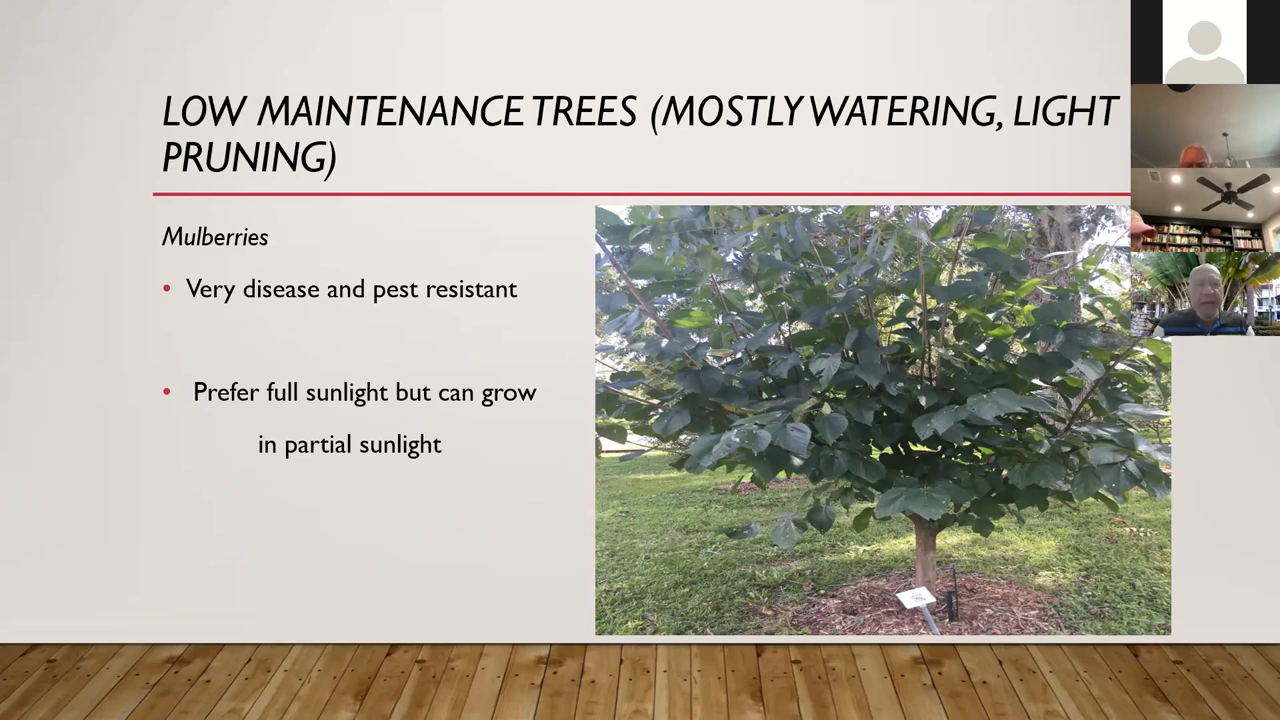 LOW MAINTENANCE TREES (MOSTLY WATERING, LIGHT
PRUNING)
Mulberries
• Very disease and pest resistant
• Prefer full sunlight but can grow
in partial sunlight